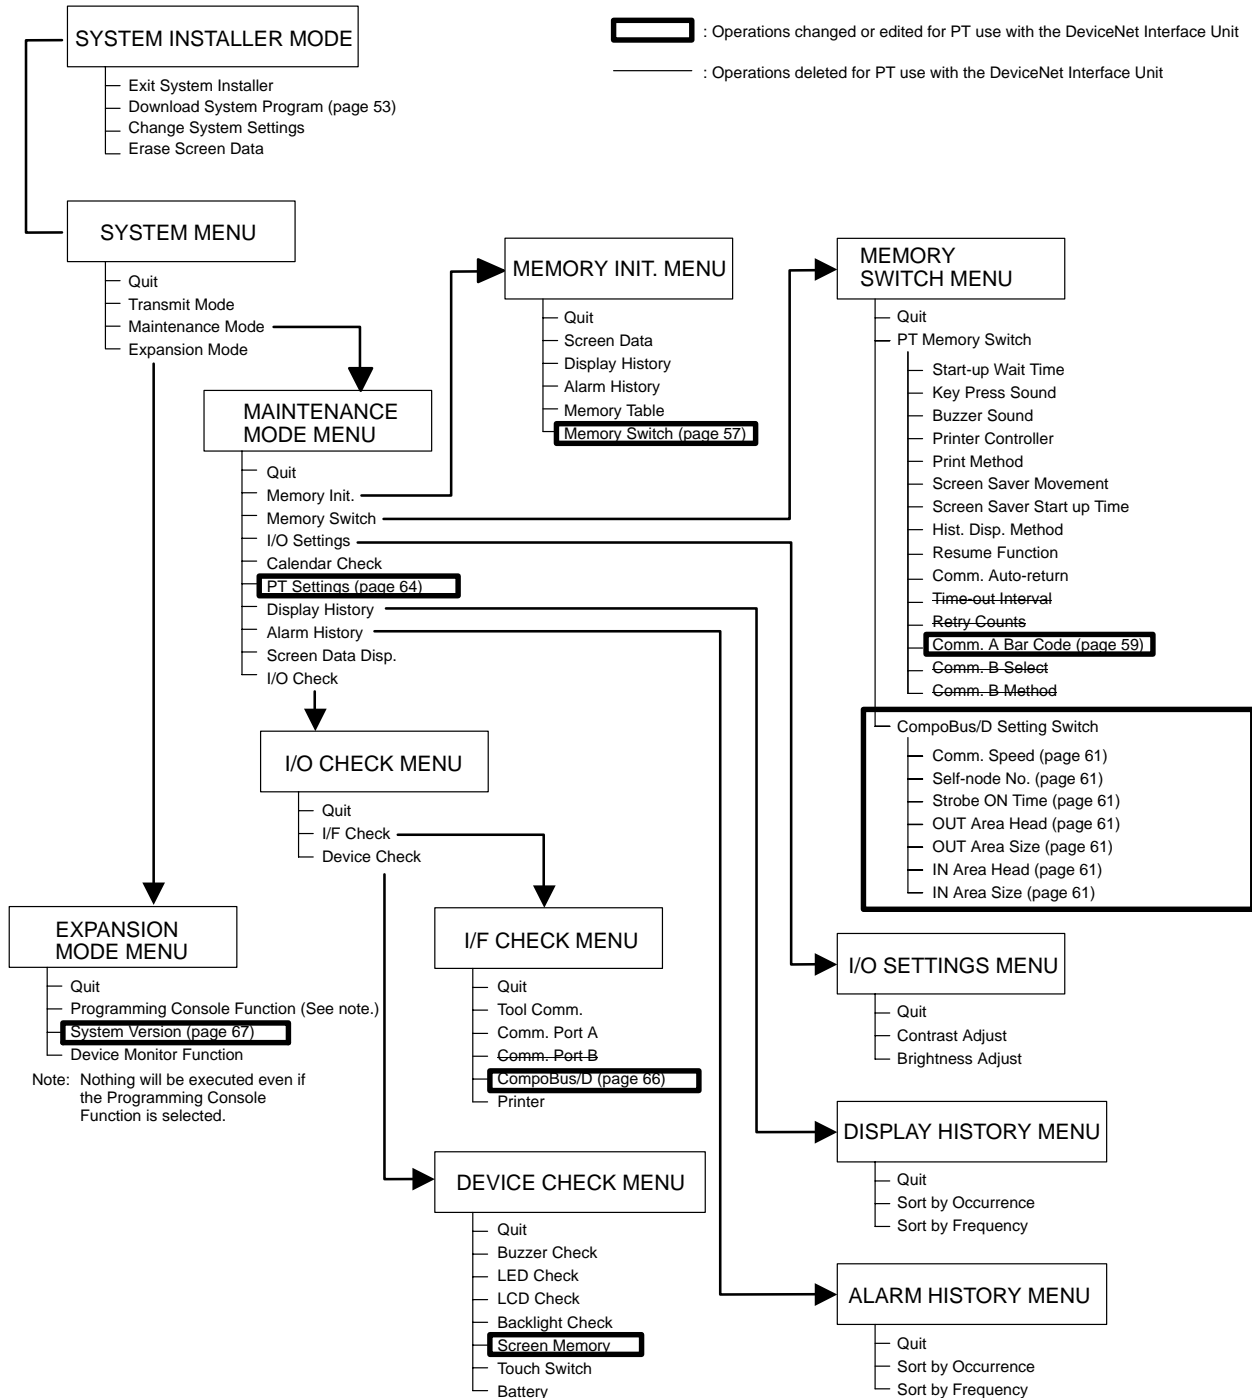 SYSTEM INSTALLER MODE
Exit System Installer
Download System Program (page 53)
Change System Settings
Erase Screen Data
: Operations changed or edited for PT use with the DeviceNet Interface Unit
: Operations deleted for PT use with the DeviceNet Interface Unit
SYSTEM MENU
Quit
Transmit Mode
Maintenance Mode
Expansion Mode
MEMORY INIT. MENU
Quit
Screen Data
Display History
Alarm History
Memory Table
Memory Switch (page 57)
MEMORY
SWITCH MENU
Quit
PT Memory Switch
Start-up Wait Time
Key Press Sound
Buzzer Sound
Printer Controller
Print Method
Screen Saver Movement
Screen Saver Start up Time
Hist. Disp. Method
Resume Function
Comm. Auto-return
Time-out Interval
Retry Counts
Comm. A Bar Code (page 59)
Comm. B Select
Comm. B Method
CompoBus/D Setting Switch
Comm. Speed (page 61)
Self-node No. (page 61)
Strobe ON Time (page 61)
OUT Area Head (page 61)
OUT Area Size (page 61)
IN Area Head (page 61)
IN Area Size (page 61)
MAINTENANCE
MODE MENU
Quit
Memory Init.
Memory Switch
I/O Settings
Calendar Check
PT Settings (page 64)
Display History
Alarm History
Screen Data Disp.
I/O Check
I/O CHECK MENU
Quit
I/F Check
Device Check
EXPANSION
MODE MENU
Quit
Programming Console Function (See note.)
System Version (page 67)
Device Monitor Function
Note: Nothing will be executed even if
the Programming Console
Function is selected.
I/F CHECK MENU
Quit
Tool Comm.
Comm. Port A
Comm. Port B
CompoBus/D (page 66)
Printer
I/O SETTINGS MENU
Quit
Contrast Adjust
Brightness Adjust
DISPLAY HISTORY MENU
Quit
Sort by Occurrence
Sort by Frequency
DEVICE CHECK MENU
Quit
Buzzer Check
LED Check
LCD Check
Backlight Check
Screen Memory
Touch Switch
Battery
ALARM HISTORY MENU
Quit
Sort by Occurrence
Sort by Frequency